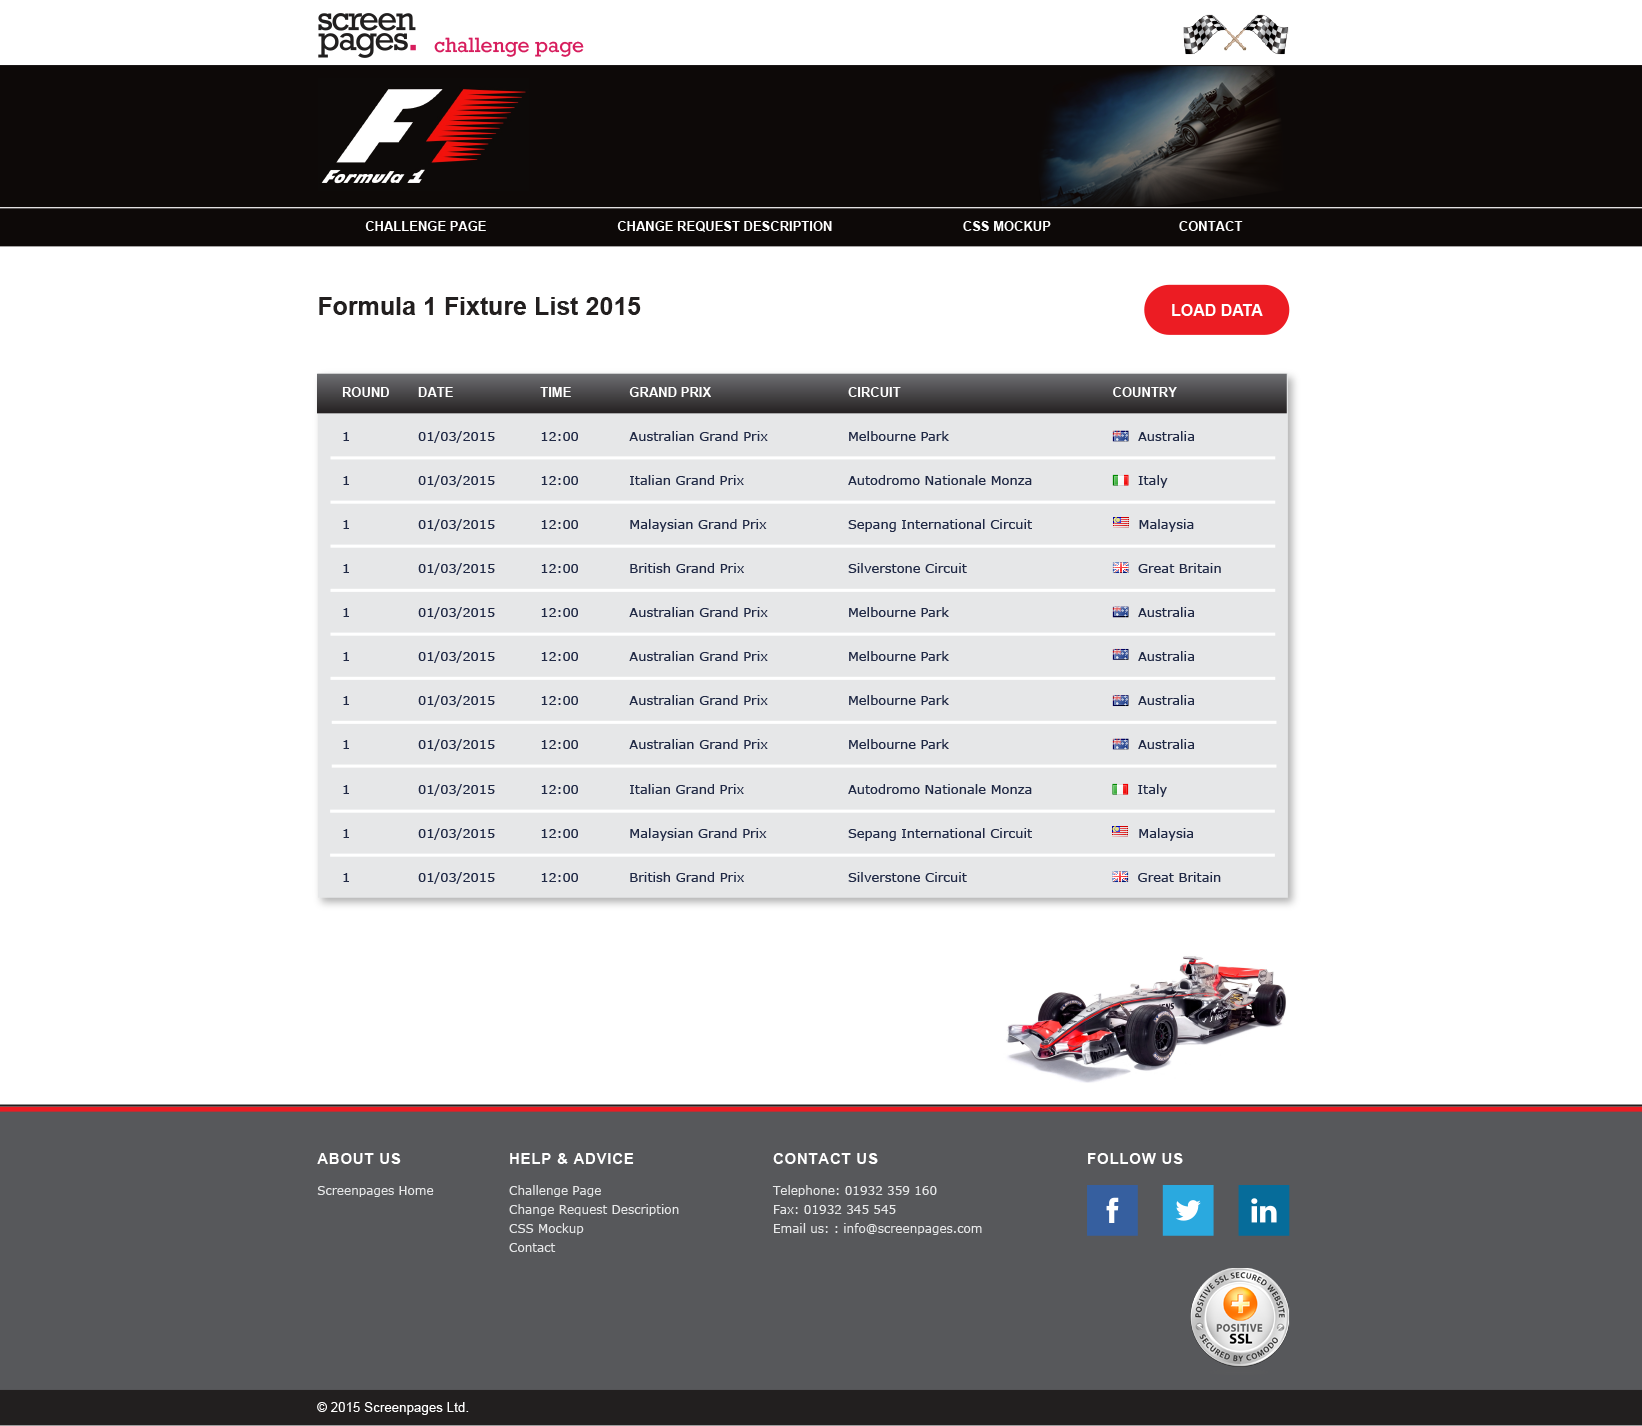 screen
pages. challenge page
F1
Formula 1
CHALLENGE PAGE CHANGE REQUEST DESCRIPTION CSS MOCKUP CONTACT
Formula 1 Fixture List 2015 LOAD DATA
ROUND DATE TIME GRAND PRIX CIRCUIT COUNTRY
1 01/03/2015 12:00 Australian Grand Prix Melbourne Park Australia
1 01/03/2015 12:00 Italian Grand Prix Autodromo Nationale Monza Italy
1 01/03/2015 12:00 Malaysian Grand Prix Sepang International Circuit Malaysia
1 01/03/2015 12:00 British Grand Prix Silverstone Circuit Great Britain
1 01/03/2015 12:00 Australian Grand Prix Melbourne Park Australia
1 01/03/2015 12:00 Australian Grand Prix Melbourne Park Australia
1 01/03/2015 12:00 Australian Grand Prix Melbourne Park Australia
1 01/03/2015 12:00 Australian Grand Prix Melbourne Park Australia
1 01/03/2015 12:00 Italian Grand Prix Autodromo Nationale Monza Italy
1 01/03/2015 12:00 Malaysian Grand Prix Sepang International Circuit Malaysia
1 01/03/2015 12:00 British Grand Prix Silverstone Circuit Great Britain
ABOUT US
Screenpages Home
HELP & ADVICE
Challenge Page
Change Request Description
CSS Mockup
Contact
CONTACT US
Telephone: 01932 359 160
Fax: 01932 345 545
Email us: : info@screenpages.com
FOLLOW US
f
in
POSITIVE SSL SECURED WEBSITE
POSITIVE
SSL
SECURED BY COMODO
© 2015 Screenpages Ltd.